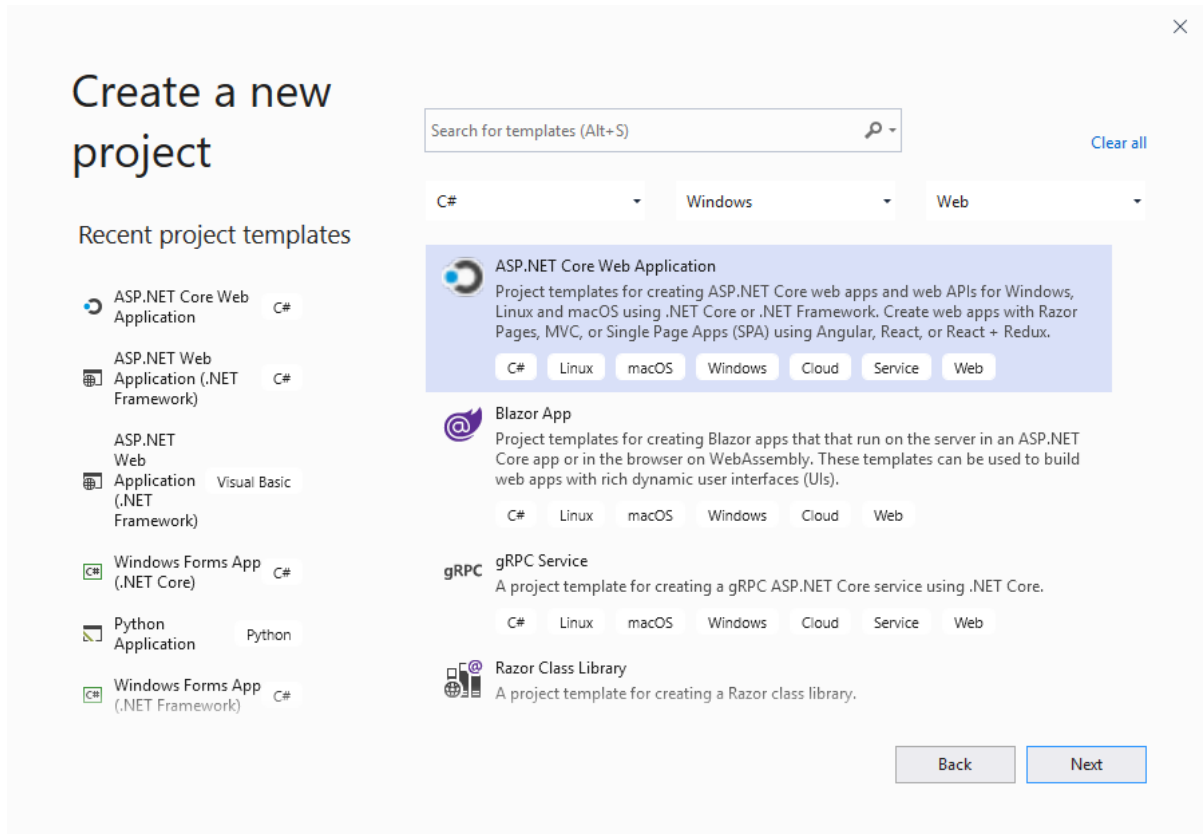 Create a new
project
Search for templates (Alt+S)
Clear all
C#
Windows
Web
Recent project templates
ASP.NET Core Web
Application
C#
ASP.NET Web
Application (.NET
Framework)
C#
ASP.NET
Web
Application
(.NET
Framework)
Visual Basic
Windows Forms App
(.NET Core)
C#
Python
Application
Python
Windows Forms App
(.NET Framework)
C#
ASP.NET Core Web Application
Project templates for creating ASP.NET Core web apps and web APIs for Windows,
Linux and macOS using .NET Core or .NET Framework. Create web apps with Razor
Pages, MVC, or Single Page Apps (SPA) using Angular, React, or React + Redux.
C# Linux macOS Windows Cloud Service Web
@
Blazor App
Project templates for creating Blazor apps that that run on the server in an ASP.NET
Core app or in the browser on WebAssembly. These templates can be used to build
web apps with rich dynamic user interfaces (UIs).
C# Linux macOS Windows Cloud Web
gRPC
gRPC Service
A project template for creating a gRPC ASP.NET Core service using .NET Core.
C# Linux macOS Windows Cloud Service Web
@
Razor Class Library
A project template for creating a Razor class library.
Back
Next